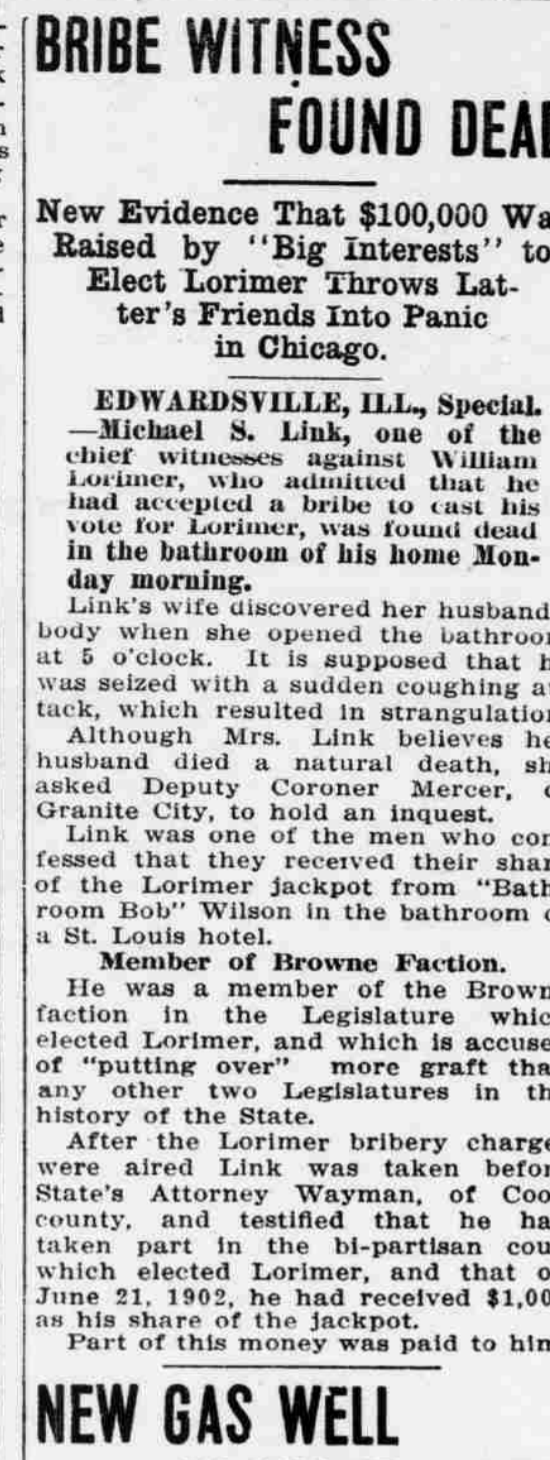 BRIBE WITNESS
FOUND DEA
New Evidence That $100,000 Wa
Raised by "Big Interests" to
Elect Lorimer Throws Lat-
ter's Friends Into Panic
in Chicago.
EDWARDSVILLE, ILL., Special.
—Michael S. Link, one of the
chief witnesses against William
Lorimer, who admitted that he
had accepted a bribe to cast his
vote for Lorimer, was found dead
in the bathroom of his home Mon-
day morning.
Link's wife discovered her husband
body when she opened the bathroo
at 5 o'clock. It is supposed that h
was seized with a sudden coughing a
tack, which resulted in strangulatio
Although Mrs. Link believes he
husband died a natural death, sh
asked Deputy Coroner Mercer, o
Granite City, to hold an inquest.
Link was one of the men who con
fessed that they received their shar
of the Lorimer jackpot from "Bath
room Bob" Wilson in the bathroom o
a St. Louis hotel.
Member of Browne Faction.
He was a member of the Brown
faction in the Legislature whic
elected Lorimer, and which is accuse
of "putting over" more graft tha
any other two Legislatures in th
history of the State.
After the Lorimer bribery charge
were aired Link was taken befor
State's Attorney Wayman, of Coo
county, and testified that he ha
taken part in the bi-partisan cou
which elected Lorimer, and that o
June 21, 1902, he had received $1,00
as his share of the jackpot.
Part of this money was paid to him
NEW GAS WELL